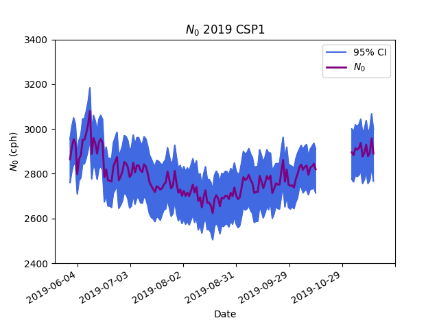 N₀ 2019 CSP1
95% CI
N₀
N₀ (cph)
3400
3200
3000
2800
2600
2400
2019-06-04
2019-07-03
2019-08-02
2019-08-31
2019-09-29
2019-10-29
Date